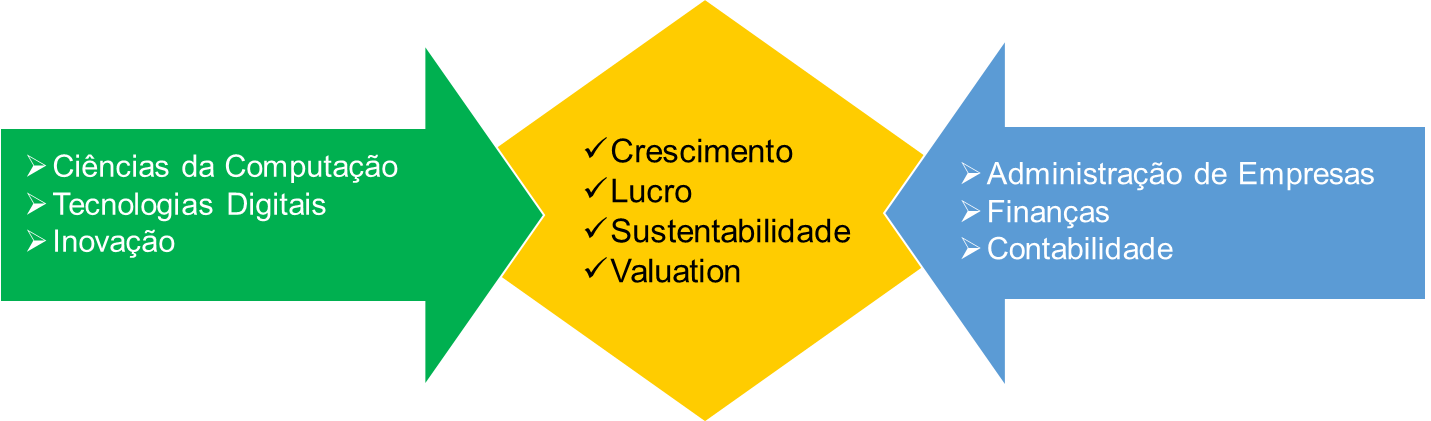 Ciências da Computação
Tecnologias Digitais
Inovação
Crescimento
Lucro
Sustentabilidade
Valuation
Administração de Empresas
Finanças
Contabilidade